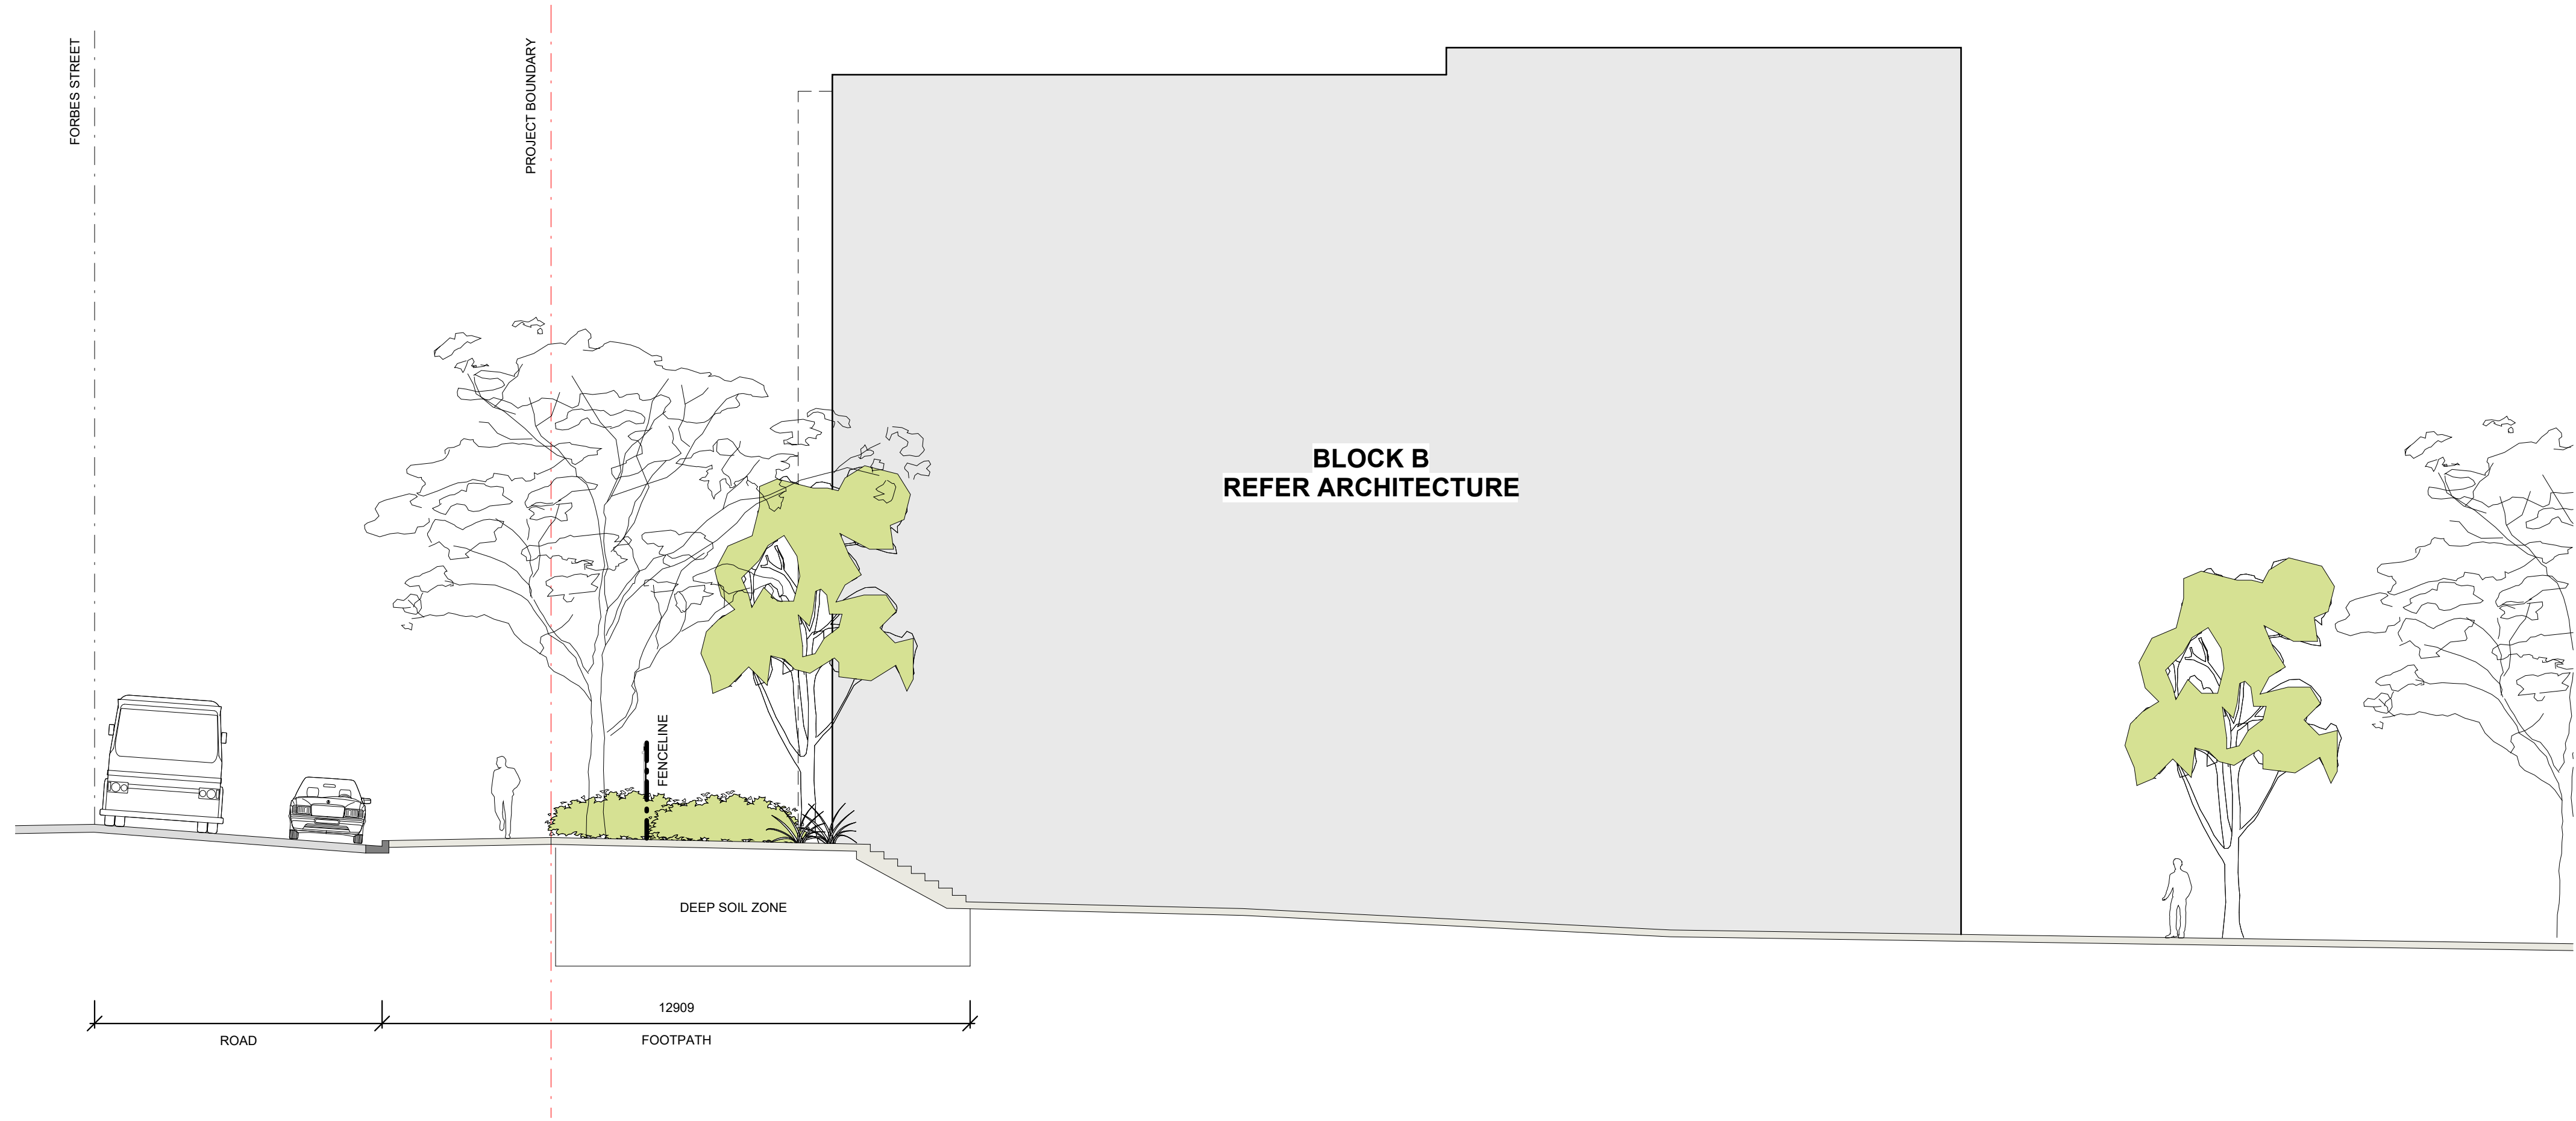 FORBES STREET
PROJECT BOUNDARY
BLOCK B
REFER ARCHITECTURE
FENCELINE
DEEP SOIL ZONE
12909
ROAD
FOOTPATH